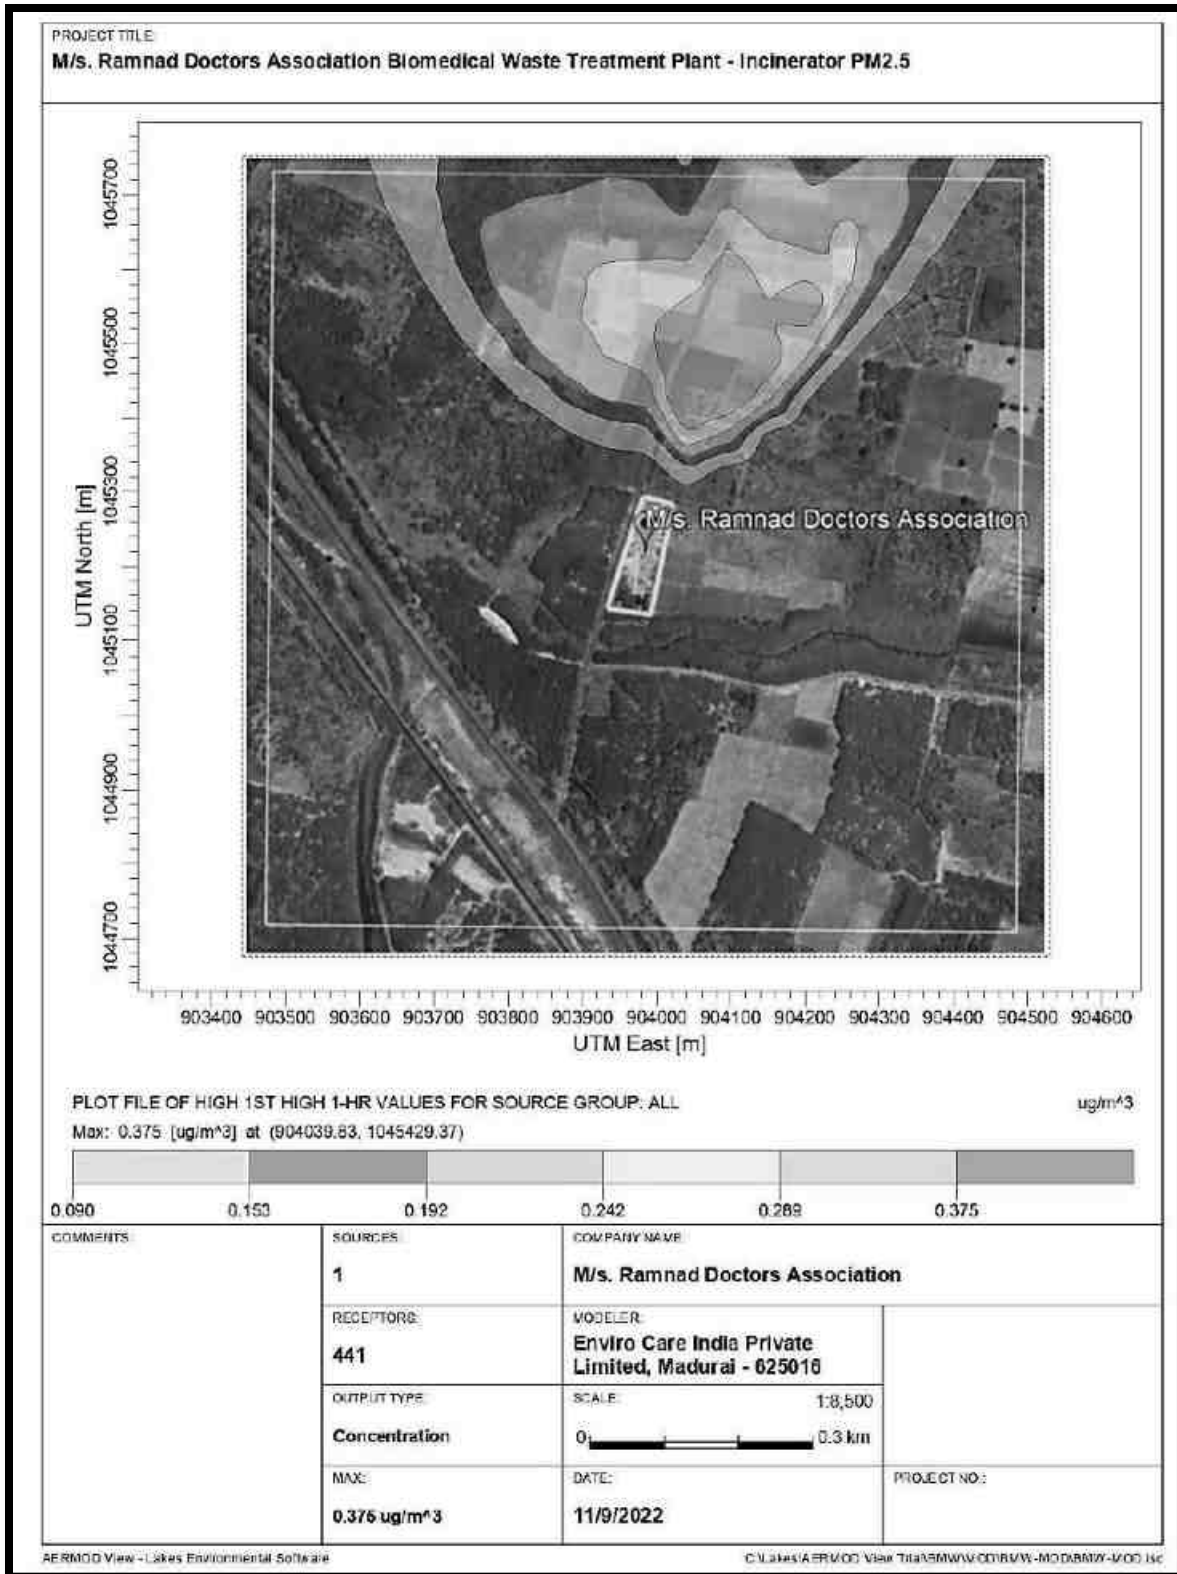 PROJECT TITLE:
M/s. Ramnad Doctors Association Biomedical Waste Treatment Plant - Incinerator PM2.5
UTM North [m]
1045700
1045500
1045300
1045100
1044900
1044700
M/s. Ramnad Doctors Association
903400 903500 903600 903700 903800 903900 904000 904100 904200 904300 904400 904500 904600
UTM East [m]
PLOT FILE OF HIGH 1ST HIGH 1-HR VALUES FOR SOURCE GROUP: ALL
ug/m^3
Max: 0.375 [ug/m^3] at (904039.83, 1045429.37)
0.090 0.153 0.192 0.242 0.289 0.375
COMMENTS:
SOURCES:
1
COMPANY NAME:
M/s. Ramnad Doctors Association
RECEPTORS:
441
MODELER:
Enviro Care India Private
Limited, Madurai - 625016
OUTPUT TYPE:
Concentration
SCALE: 1:8,500
0 0.3 km
MAX:
0.375 ug/m^3
DATE:
11/9/2022
PROJECT NO.:
AERMOD View - Lakes Environmental Software
C:\Lakes\AERMOD View